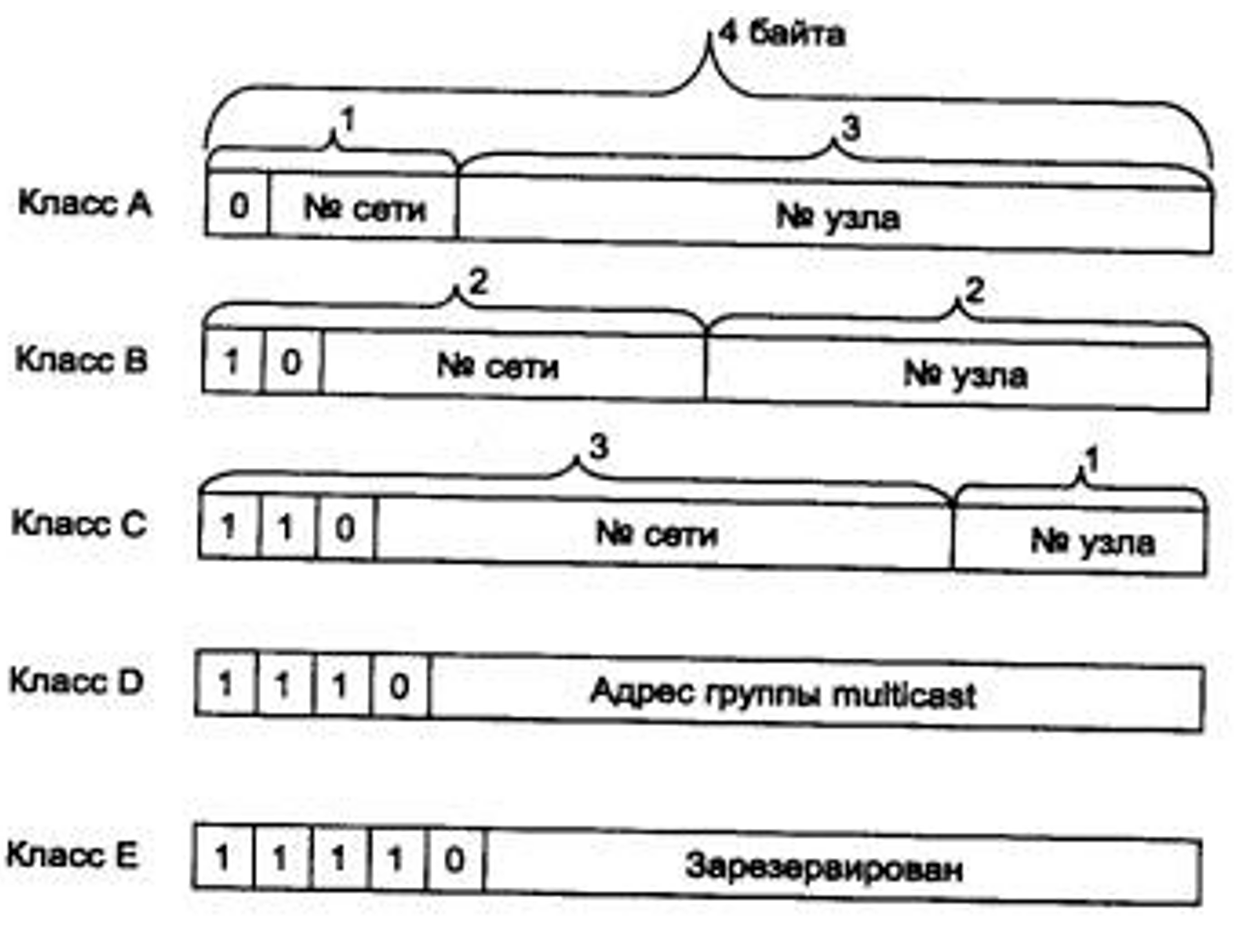 4 байта
1 3
Класс A 0 № сети № узла
2 2
Класс B 1 0 № сети № узла
3 1
Класс C 1 1 0 № сети № узла
Класс D 1 1 1 0 Адрес группы multicast
Класс E 1 1 1 1 0 Зарезервирован